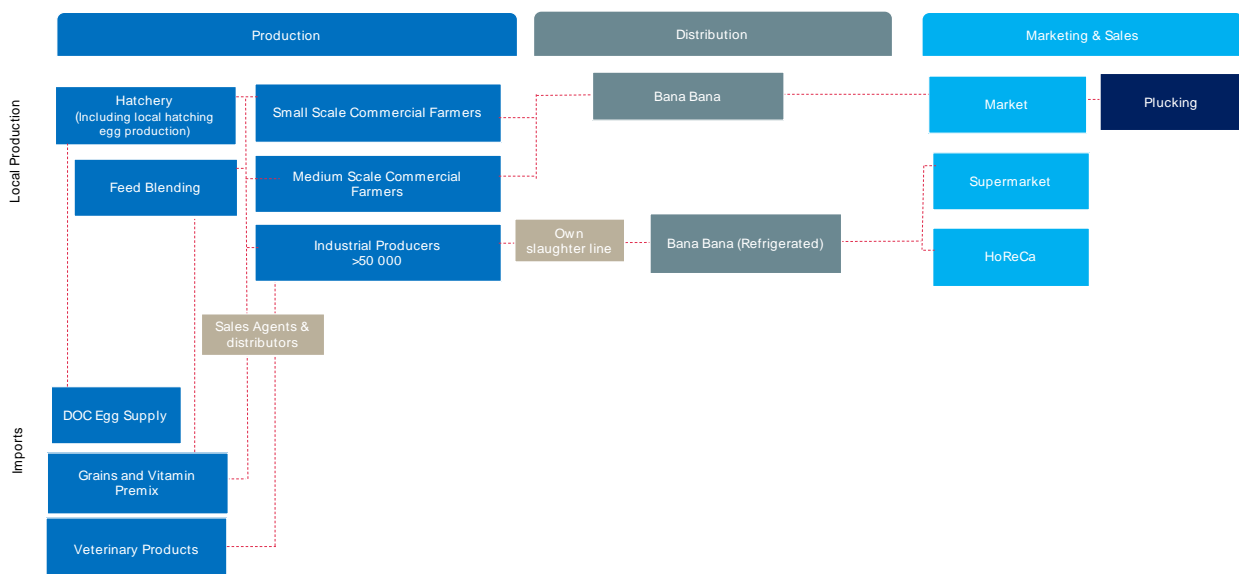 Production
Distribution
Marketing & Sales
Local Production
Hatchery
(Including local hatching
egg production)
Small Scale Commercial Farmers
Bana Bana
Market
Plucking
Feed Blending
Medium Scale Commercial
Farmers
Supermarket
Industrial Producers
>50 000
Own
slaughter line
Bana Bana (Refrigerated)
HoReCa
Sales Agents &
distributors
Imports
DOC Egg Supply
Grains and Vitamin
Premix
Veterinary Products